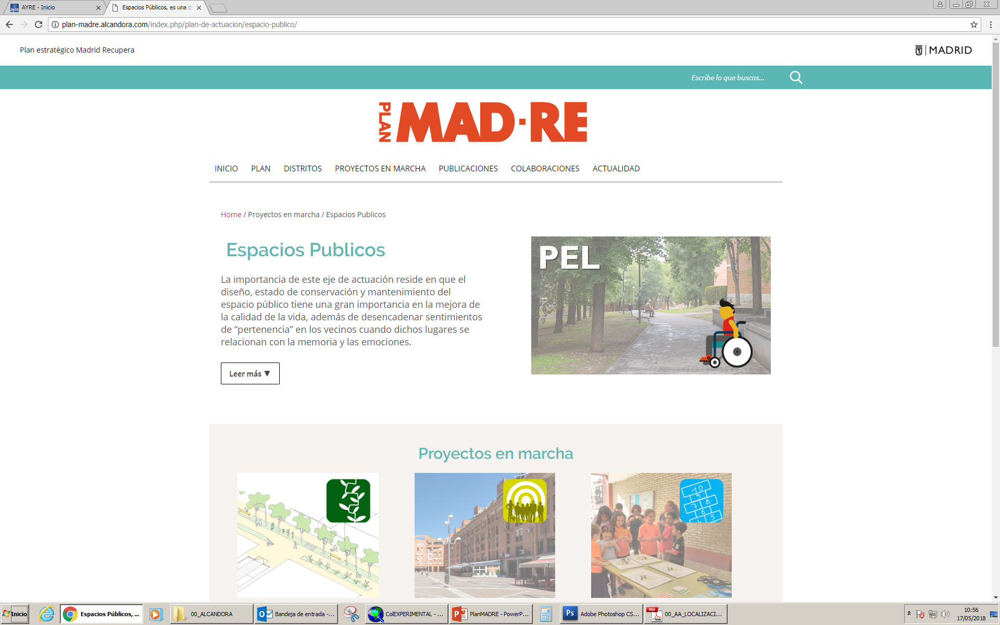 AYRE - Inicio
Espacios Públicos, es una d
plan-madre.alcandora.com/index.php/plan-de-actuacion/espacio-publico/
Plan estratégico Madrid Recupera
MADRID
Escribe lo que buscas...
PLAN MAD-RE
INICIO PLAN DISTRITOS PROYECTOS EN MARCHA PUBLICACIONES COLABORACIONES ACTUALIDAD
Home / Proyectos en marcha / Espacios Publicos
Espacios Publicos
La importancia de este eje de actuación reside en que el
diseño, estado de conservación y mantenimiento del
espacio público tiene una gran importancia en la mejora de
la calidad de la vida, además de desencadenar sentimientos
de “pertenencia” en los vecinos cuando dichos lugares se
relacionan con la memoria y las emociones.
Leer más ▼
PEL
Proyectos en marcha
10
9
7 8
6
4 5
Inicio
Espacios Públicos, ...
00_ALCANDORA
Bandeja de entrada -...
ColEXPERIMENTAL - ...
PlanMADRE - PowerP...
Adobe Photoshop CS...
00_AA_LOCALIZACI...
10:56
17/05/2018